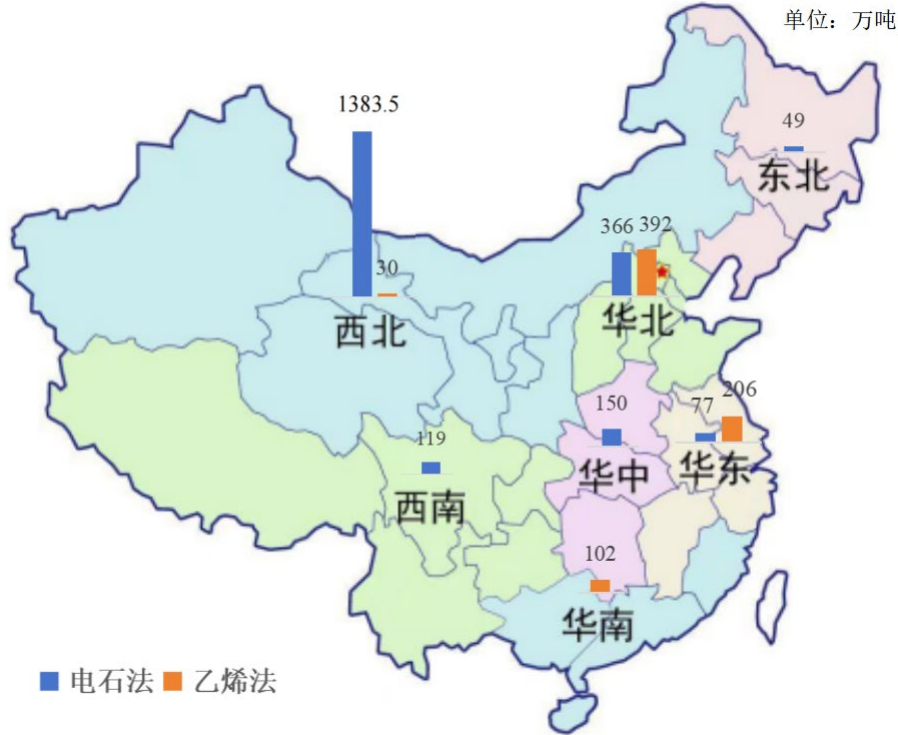 单位：万吨
1383.5
30
西北
49
东北
366 392
华北
119
西南
150
华中
77 206
华东
102
华南
电石法 乙烯法